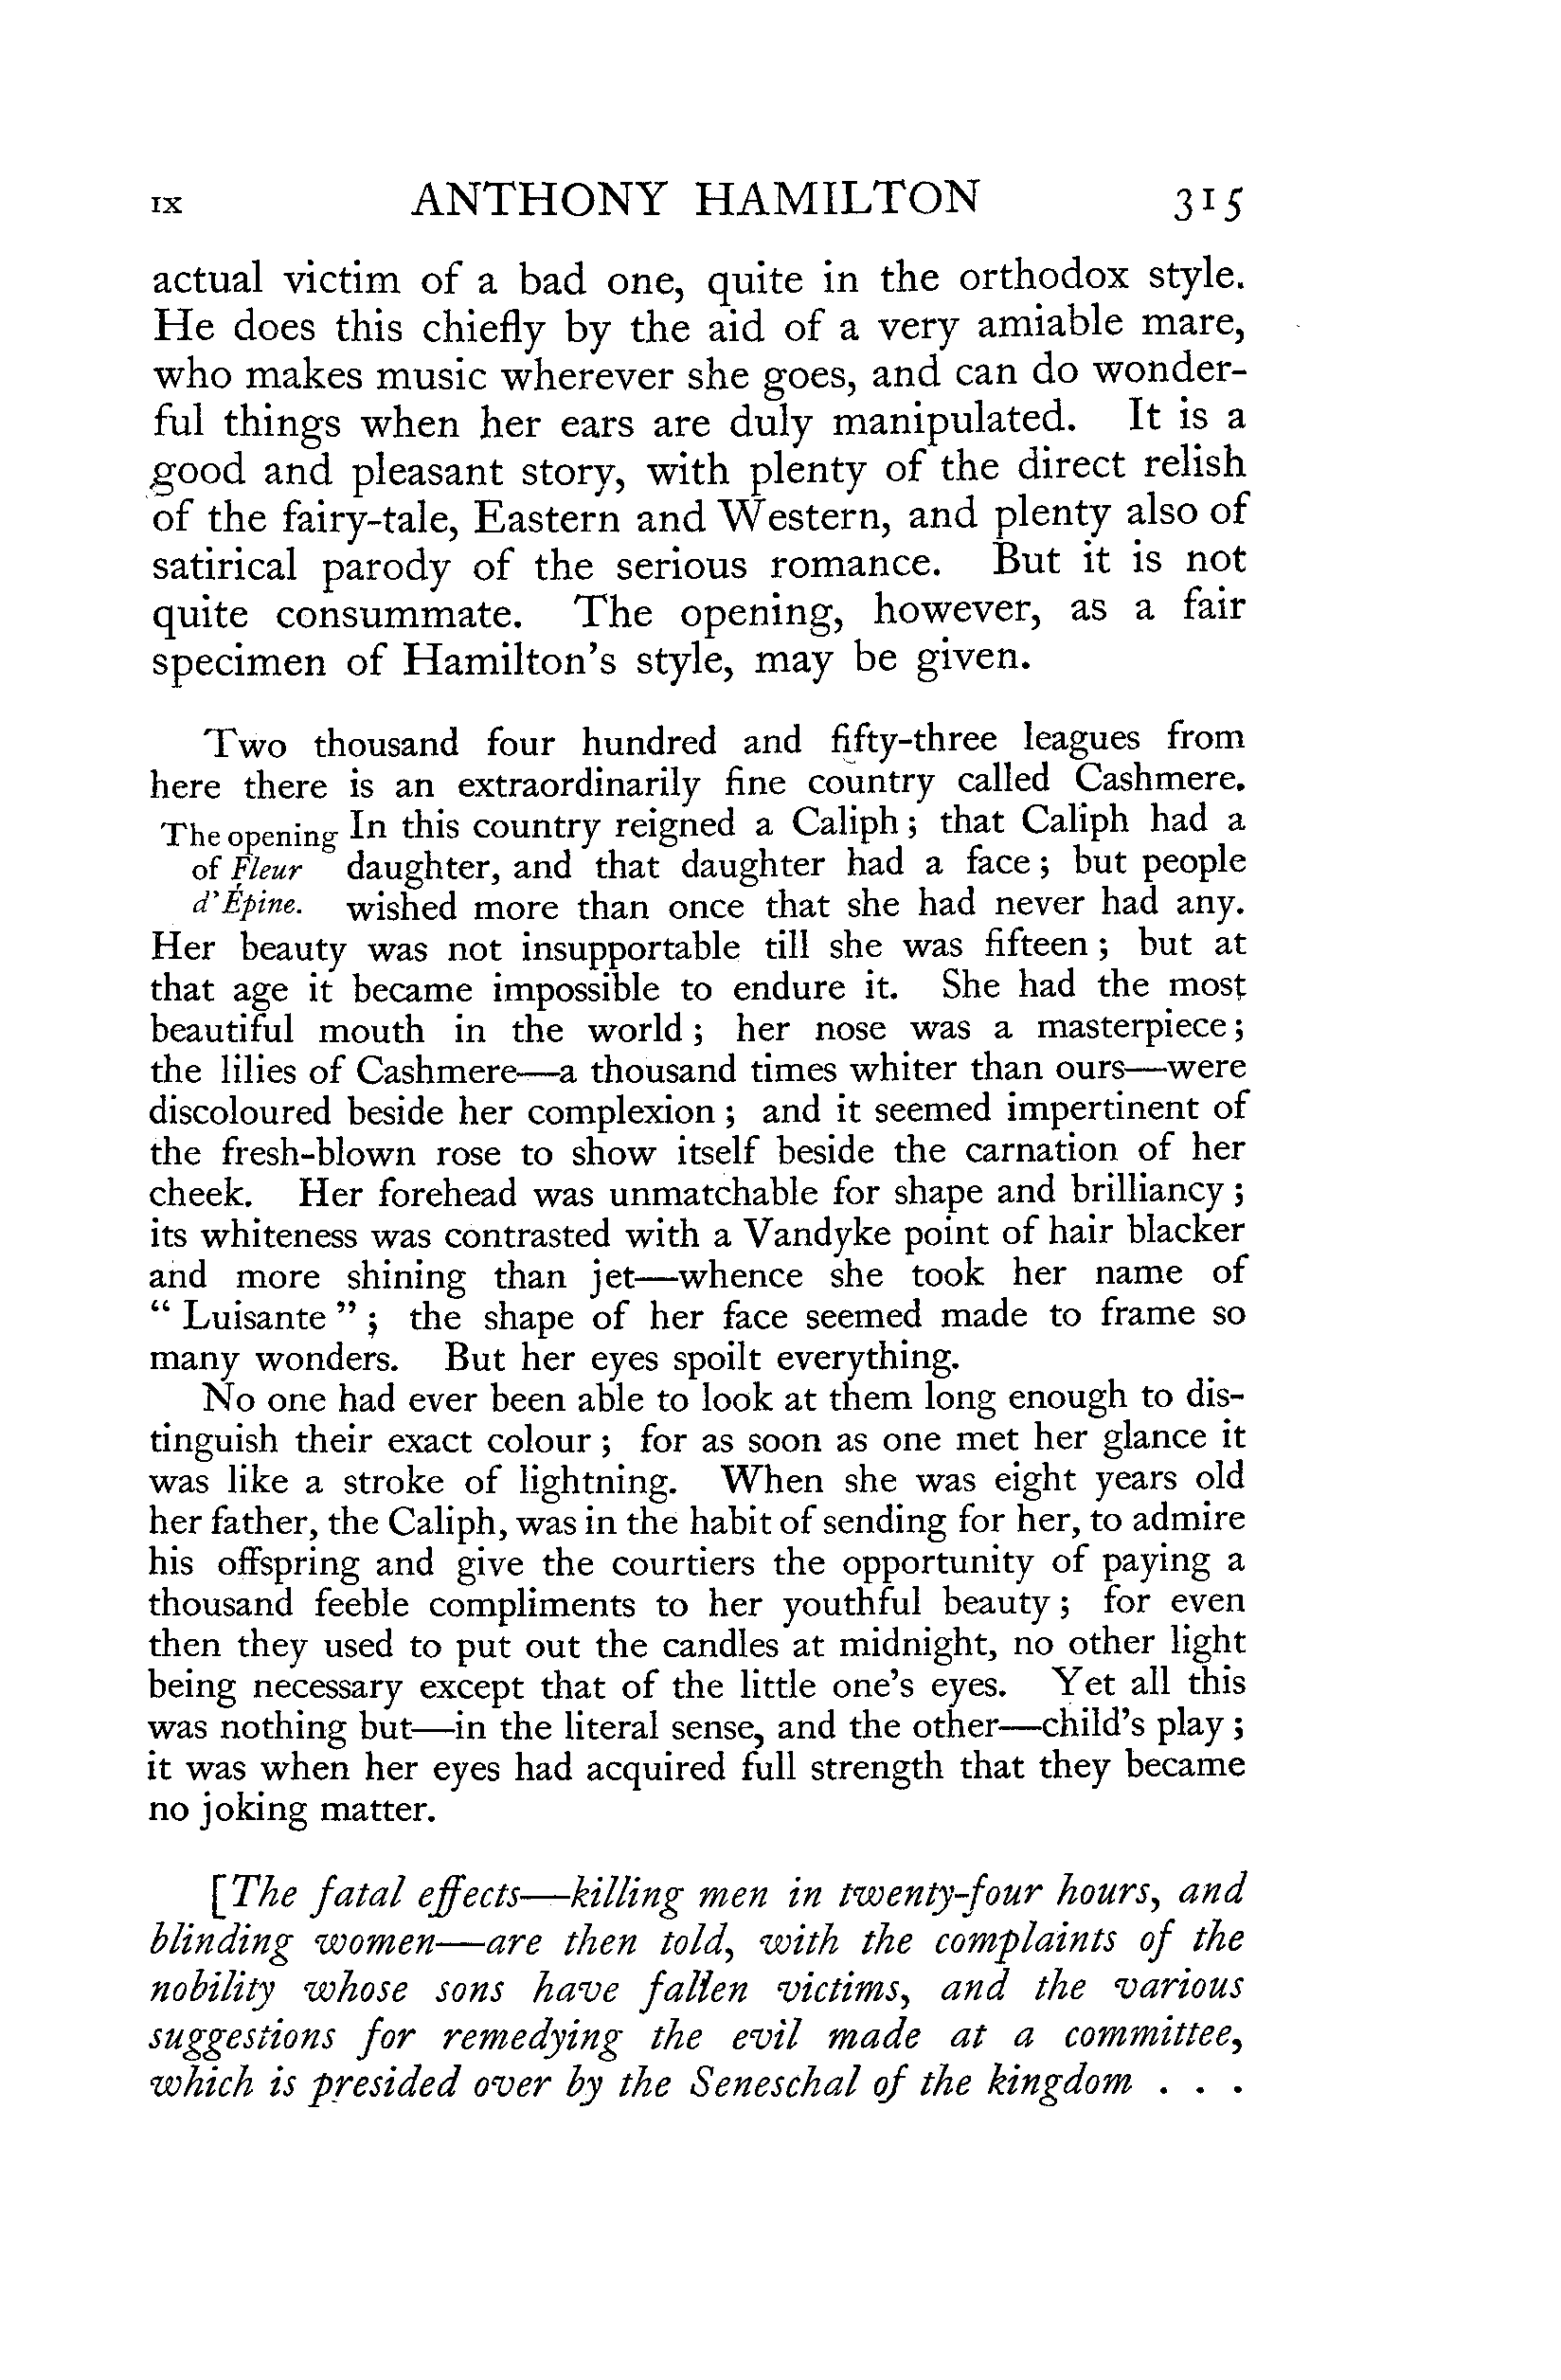 IX ANTHONY HAMILTON 315
actual victim of a bad one, quite in the orthodox style.
He does this chiefly by the aid of a very amiable mare,
who makes music wherever she goes, and can do wonder-
ful things when her ears are duly manipulated. It is a
good and pleasant story, with plenty of the direct relish
of the fairy-tale, Eastern and Western, and plenty also of
satirical parody of the serious romance. But it is not
quite consummate. The opening, however, as a fair
specimen of Hamilton's style, may be given.
Two thousand four hundred and fifty-three leagues from
here there is an extraordinarily fine country called Cashmere.
The opening In this country reigned a Caliph; that Caliph had a
of Fleur daughter, and that daughter had a face; but people
d'Épine. wished more than once that she had never had any.
Her beauty was not insupportable till she was fifteen; but at
that age it became impossible to endure it. She had the most
beautiful mouth in the world; her nose was a masterpiece;
the lilies of Cashmere—a thousand times whiter than ours—were
discoloured beside her complexion; and it seemed impertinent of
the fresh-blown rose to show itself beside the carnation of her
cheek. Her forehead was unmatchable for shape and brilliancy;
its whiteness was contrasted with a Vandyke point of hair blacker
and more shining than jet—whence she took her name of
"Luisante"; the shape of her face seemed made to frame so
many wonders. But her eyes spoilt everything.
No one had ever been able to look at them long enough to dis-
tinguish their exact colour; for as soon as one met her glance it
was like a stroke of lightning. When she was eight years old
her father, the Caliph, was in the habit of sending for her, to admire
his offspring and give the courtiers the opportunity of paying a
thousand feeble compliments to her youthful beauty; for even
then they used to put out the candles at midnight, no other light
being necessary except that of the little one's eyes. Yet all this
was nothing but—in the literal sense, and the other—child's play;
it was when her eyes had acquired full strength that they became
no joking matter.
[The fatal effects—killing men in twenty-four hours, and
blinding women—are then told, with the complaints of the
nobility whose sons have fallen victims, and the various
suggestions for remedying the evil made at a committee,
which is presided over by the Seneschal of the kingdom . . .